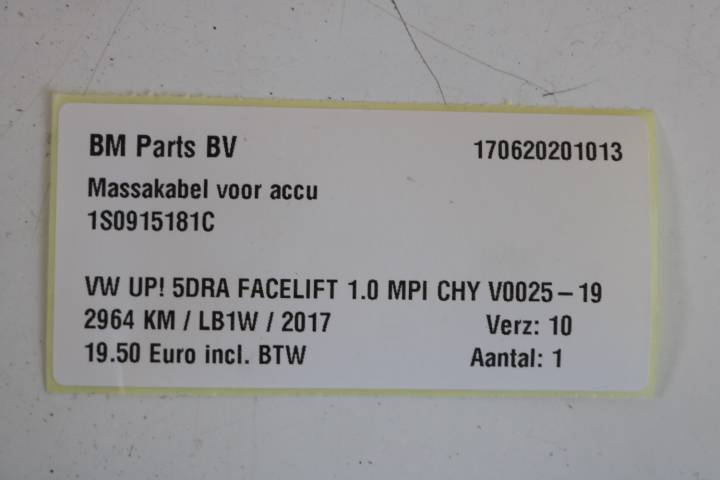 BM Parts BV 170620201013
Massakabel voor accu
1S0915181C
VW UP! 5DRA FACELIFT 1.0 MPI CHY V0025-19
2964 KM / LB1W / 2017 Verz: 10
19.50 Euro incl. BTW Aantal: 1